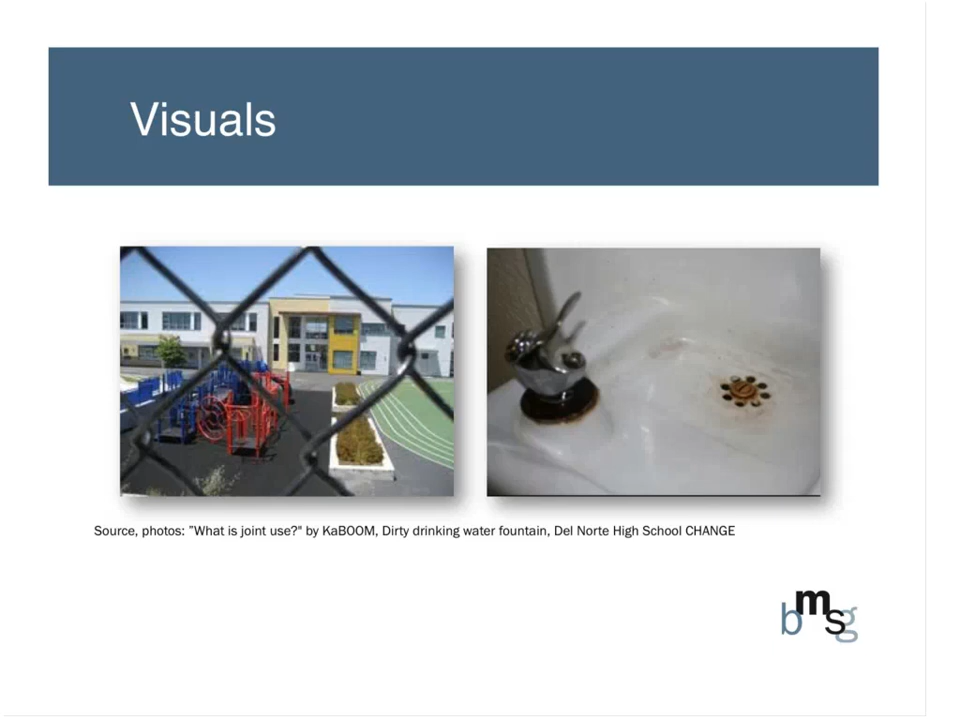 Visuals
Source, photos: "What is joint use?" by KaBOOM, Dirty drinking water fountain, Del Norte High School CHANGE
bmsg